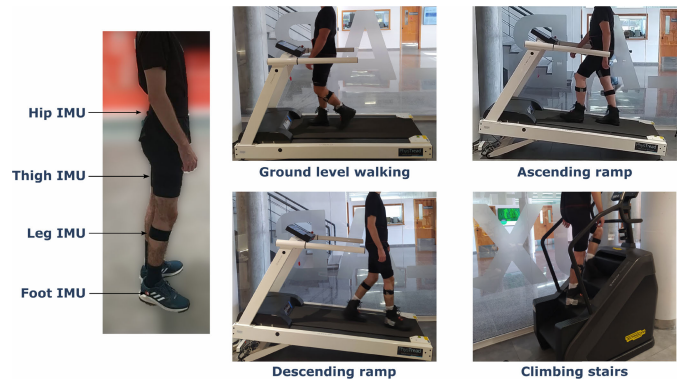 Hip IMU
Thigh IMU
Leg IMU
Foot IMU
Ground level walking
Ascending ramp
Descending ramp
Climbing stairs